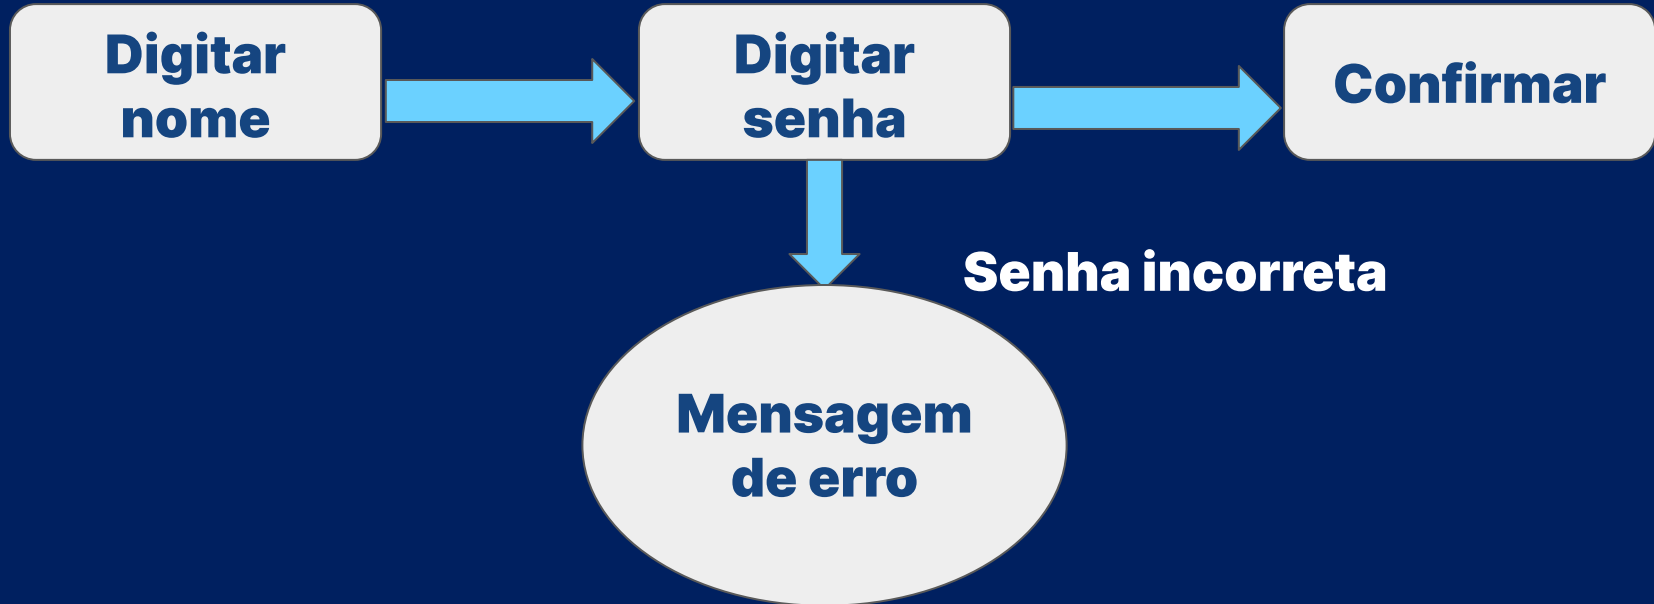 Digitar
nome
Digitar
senha
Confirmar
Senha incorreta
Mensagem
de erro